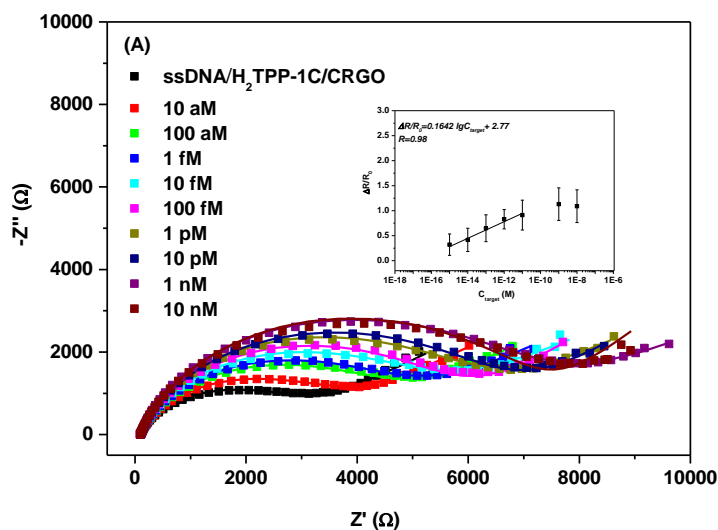 (A)
ssDNA/H₂TPP-1C/CRGO
10 aM
100 aM
1 fM
10 fM
100 fM
1 pM
10 pM
1 nM
10 nM
ΔR/R₀=0.1642 lgC_target+ 2.77
R=0.98
3.0
2.5
2.0
1.5
1.0
0.5
0.0
ΔR/R₀
1E-18 1E-16 1E-14 1E-12 1E-10 1E-8 1E-6
C_target (M)
10000
8000
6000
4000
2000
0
-Z'' (Ω)
0 2000 4000 6000 8000 10000
Z' (Ω)